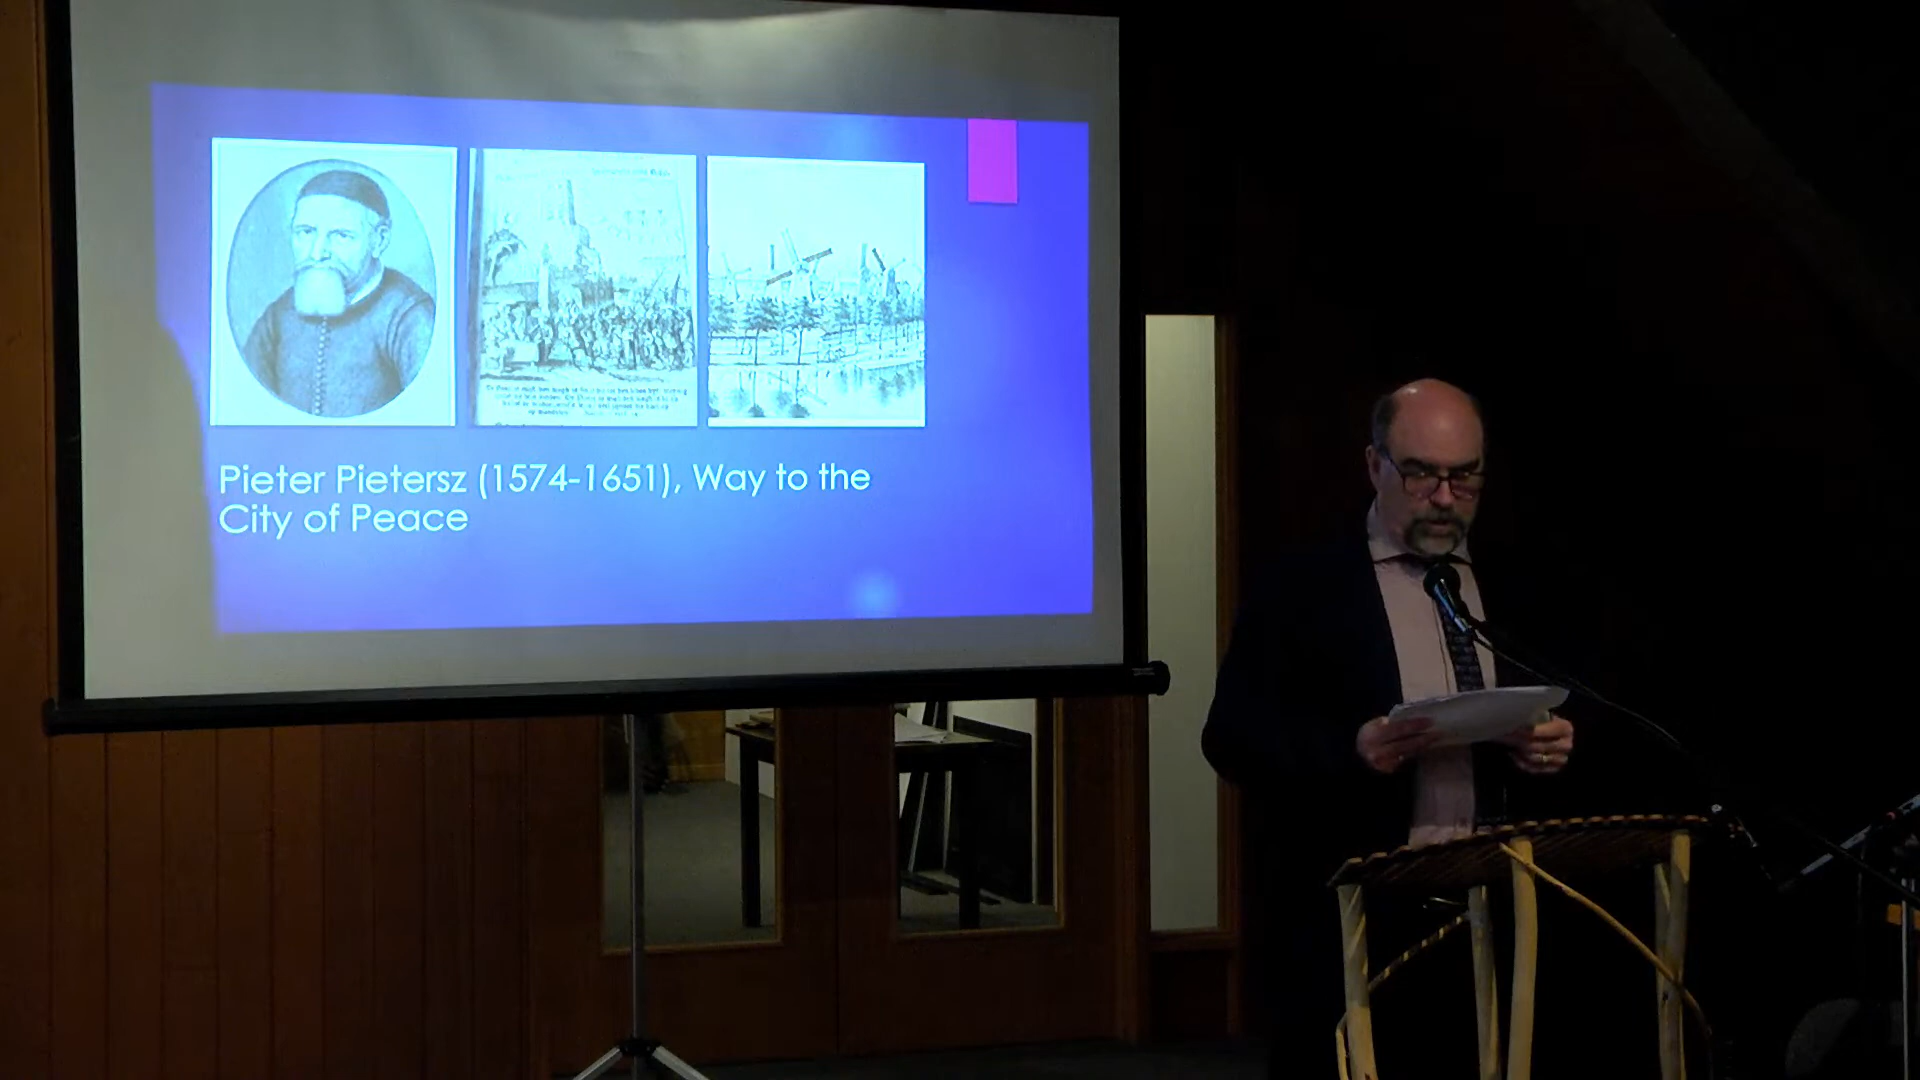 Pieter Pietersz (1574-1651), Way to the
City of Peace